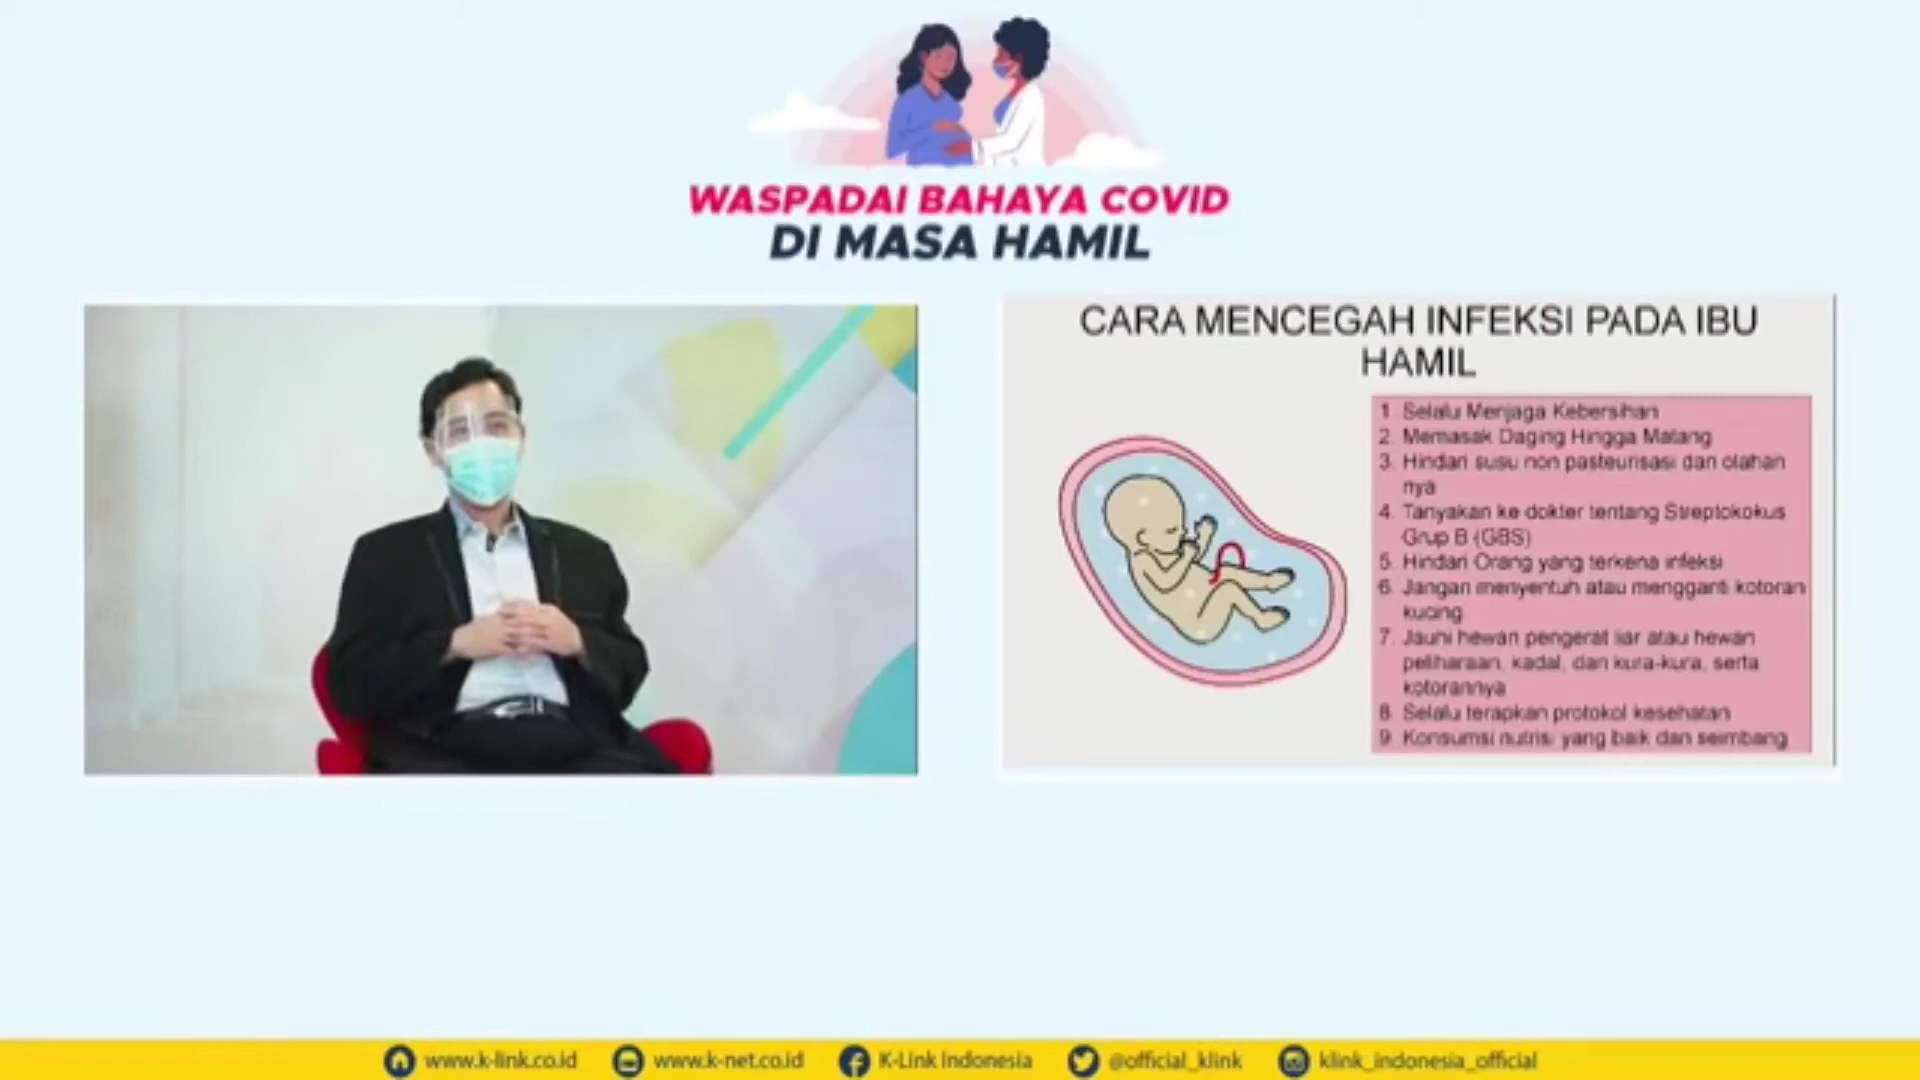 WASPADAI BAHAYA COVID
DI MASA HAMIL
CARA MENCEGAH INFEKSI PADA IBU
HAMIL
1 Selalu Menjaga Kebersihan
2. Memasak Daging Hingga Matang
3. Hindari susu non pasteurisasi dan olahan
nya
4. Tanyakan ke dokter tentang Streptokokus
Grup B (GBS)
5. Hindari Orang yang terkena infeksi
6. Jangan menyentuh atau mengganti kotoran
kucing
7. Jauhi hewan pengerat liar atau hewan
peliharaan, kadal, dan kura-kura, serta
kotorannya
8. Selalu terapkan protokol kesehatan
9. Konsumsi nutrisi yang baik dan seimbang
www.k-link.co.id
www.k-net.co.id
K-Link Indonesia
@official_klink
klink_indonesia_official